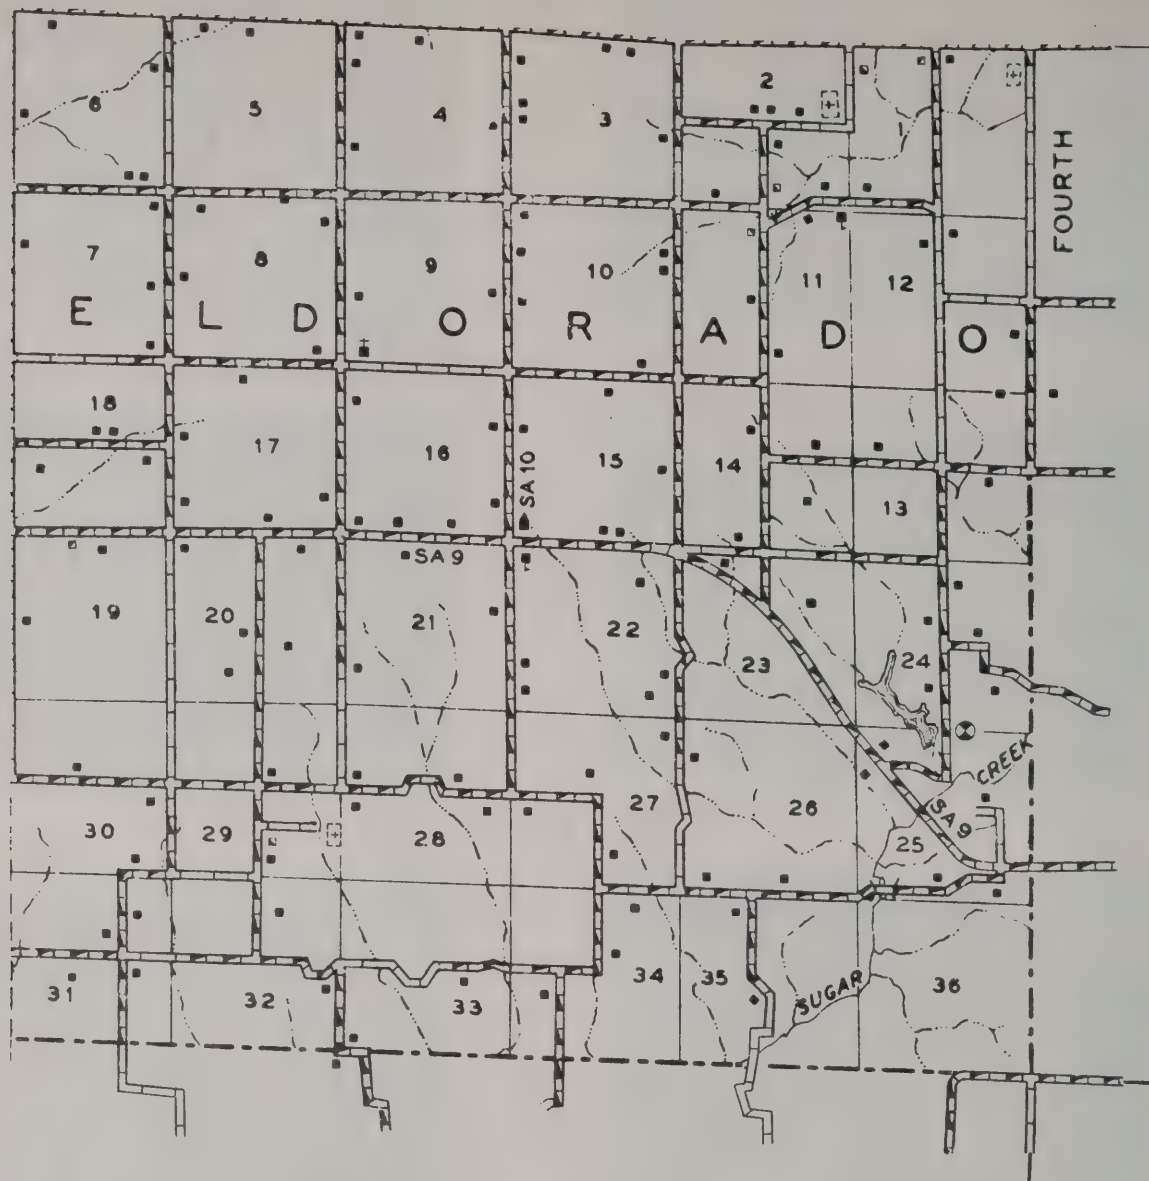 6 5 4 3 2 1
FOURTH
7 8 9 10 11 12
ELDORADO
18 17 16 15 14 13
SA 10
SA 9
19 20 21 22 23 24
CREEK
30 29 28 27 26 25
SA 9
31 32 33 34 35 36
SUGAR